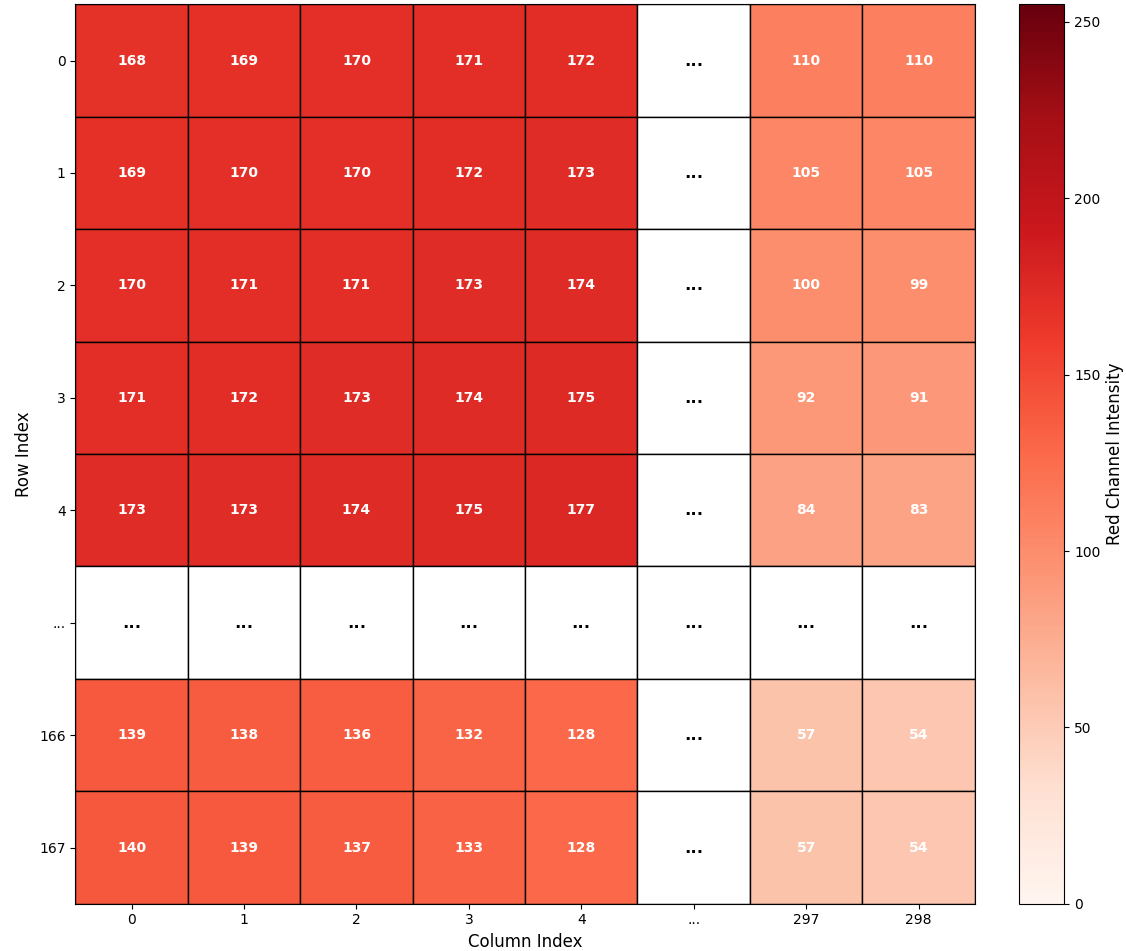 0 168 169 170 171 172 ... 110 110
1 169 170 170 172 173 ... 105 105
2 170 171 171 173 174 ... 100 99
3 171 172 173 174 175 ... 92 91
4 173 173 174 175 177 ... 84 83
... ... ... ... ... ... ... ... ...
166 139 138 136 132 128 ... 57 54
167 140 139 137 133 128 ... 57 54
0 1 2 3 4 ... 297 298
Column Index
Row Index
250
200
150
100
50
0
Red Channel Intensity